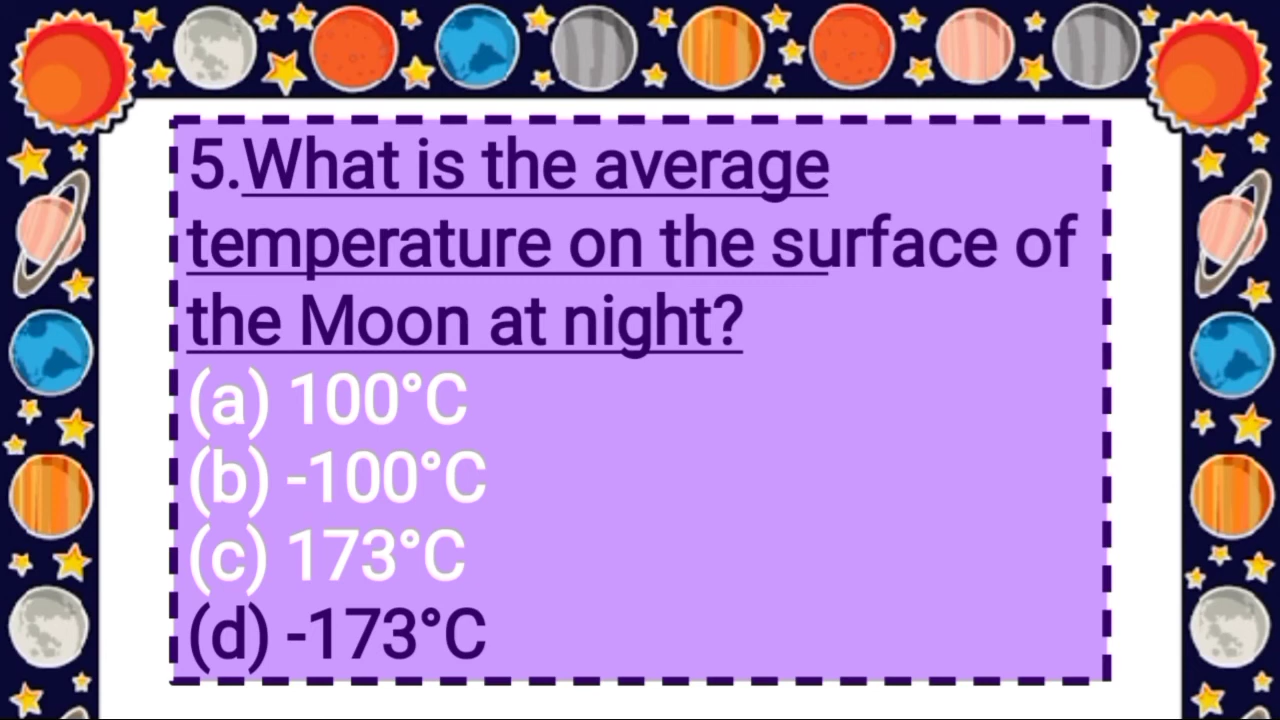 5.What is the average
temperature on the surface of
the Moon at night?
(a) 100°C
(b) -100°C
(c) 173°C
(d) -173°C